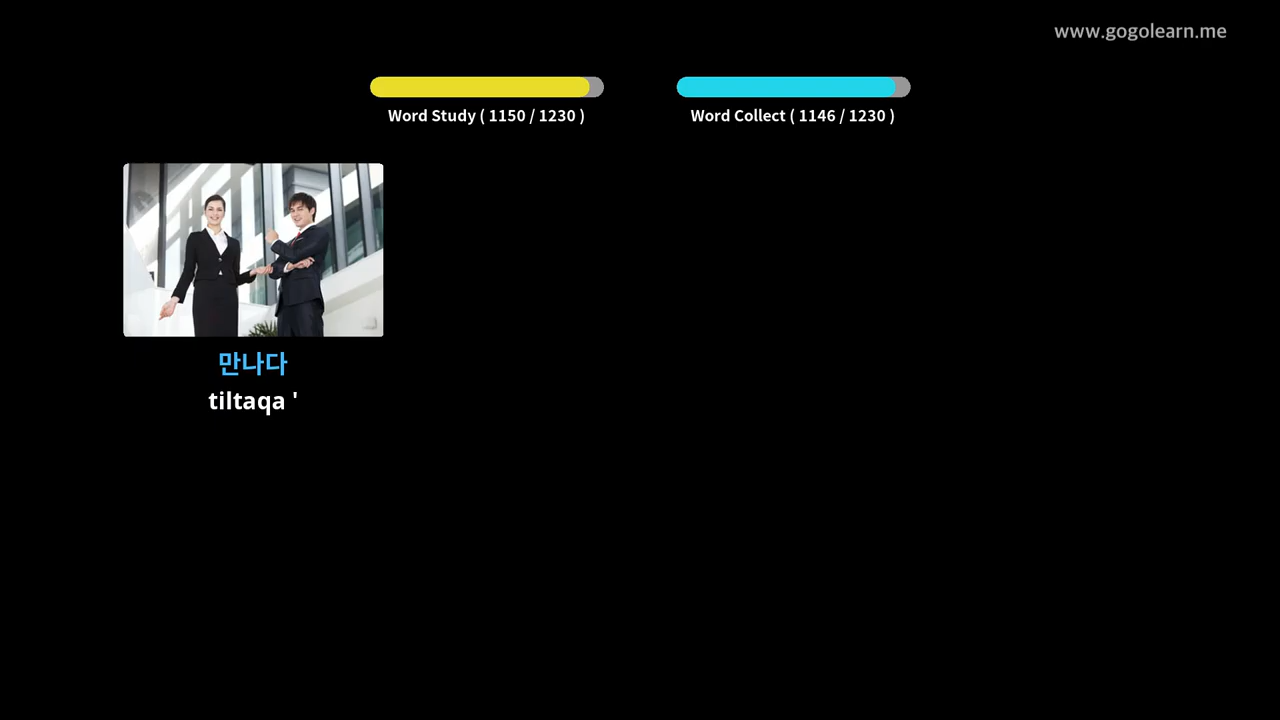 www.gogolearn.me
Word Study ( 1150 / 1230 )
Word Collect ( 1146 / 1230 )
만나다
tiltaqa '